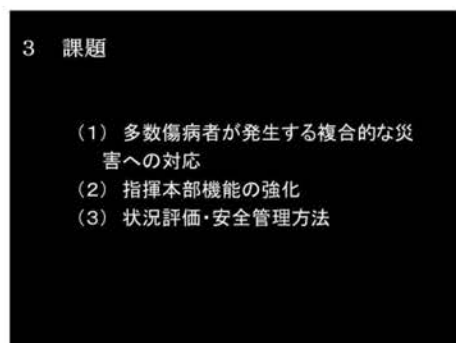 3　課題
（1） 多数傷病者が発生する複合的な災
害への対応
（2） 指揮本部機能の強化
（3） 状況評価・安全管理方法